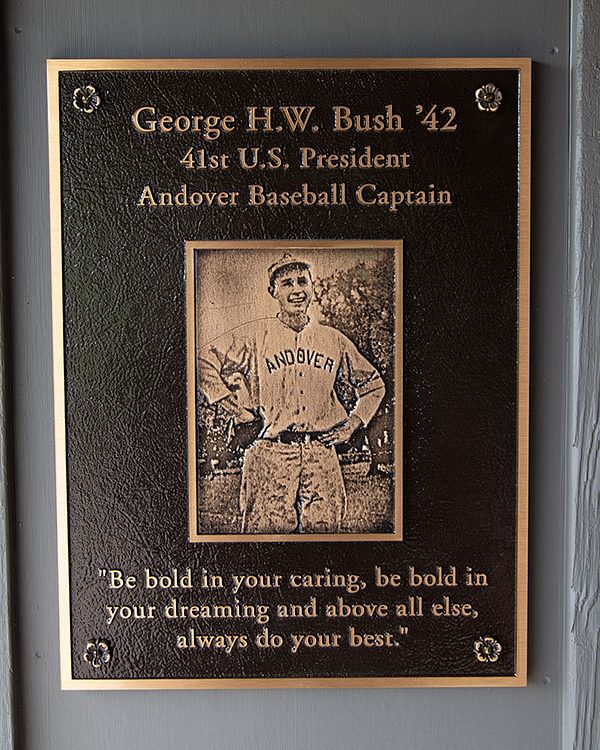 George H.W. Bush ’42
41st U.S. President
Andover Baseball Captain
ANDOVER
"Be bold in your caring, be bold in
your dreaming and above all else,
always do your best."